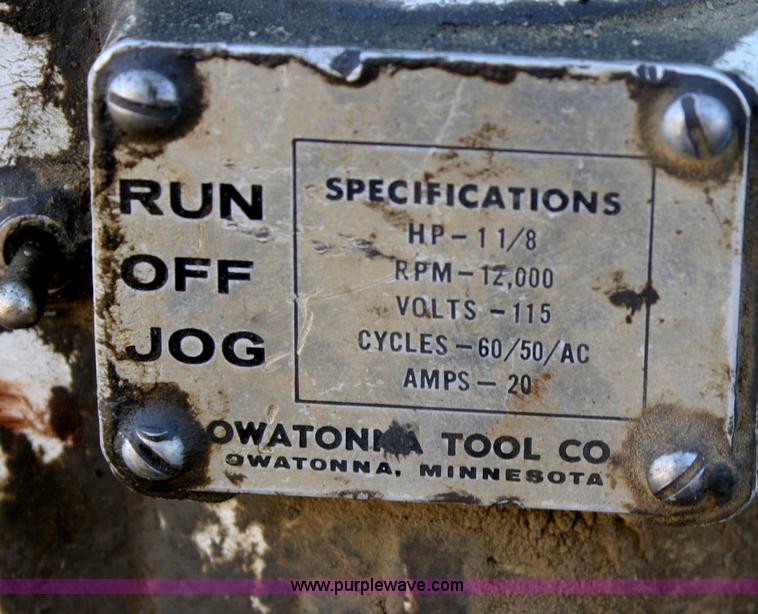 RUN
OFF
JOG
SPECIFICATIONS
HP-1 1/8
RPM-12,000
VOLTS-115
CYCLES-60/50/AC
AMPS-20
OWATONNA TOOL CO
OWATONNA, MINNESOTA
www.purplewave.com